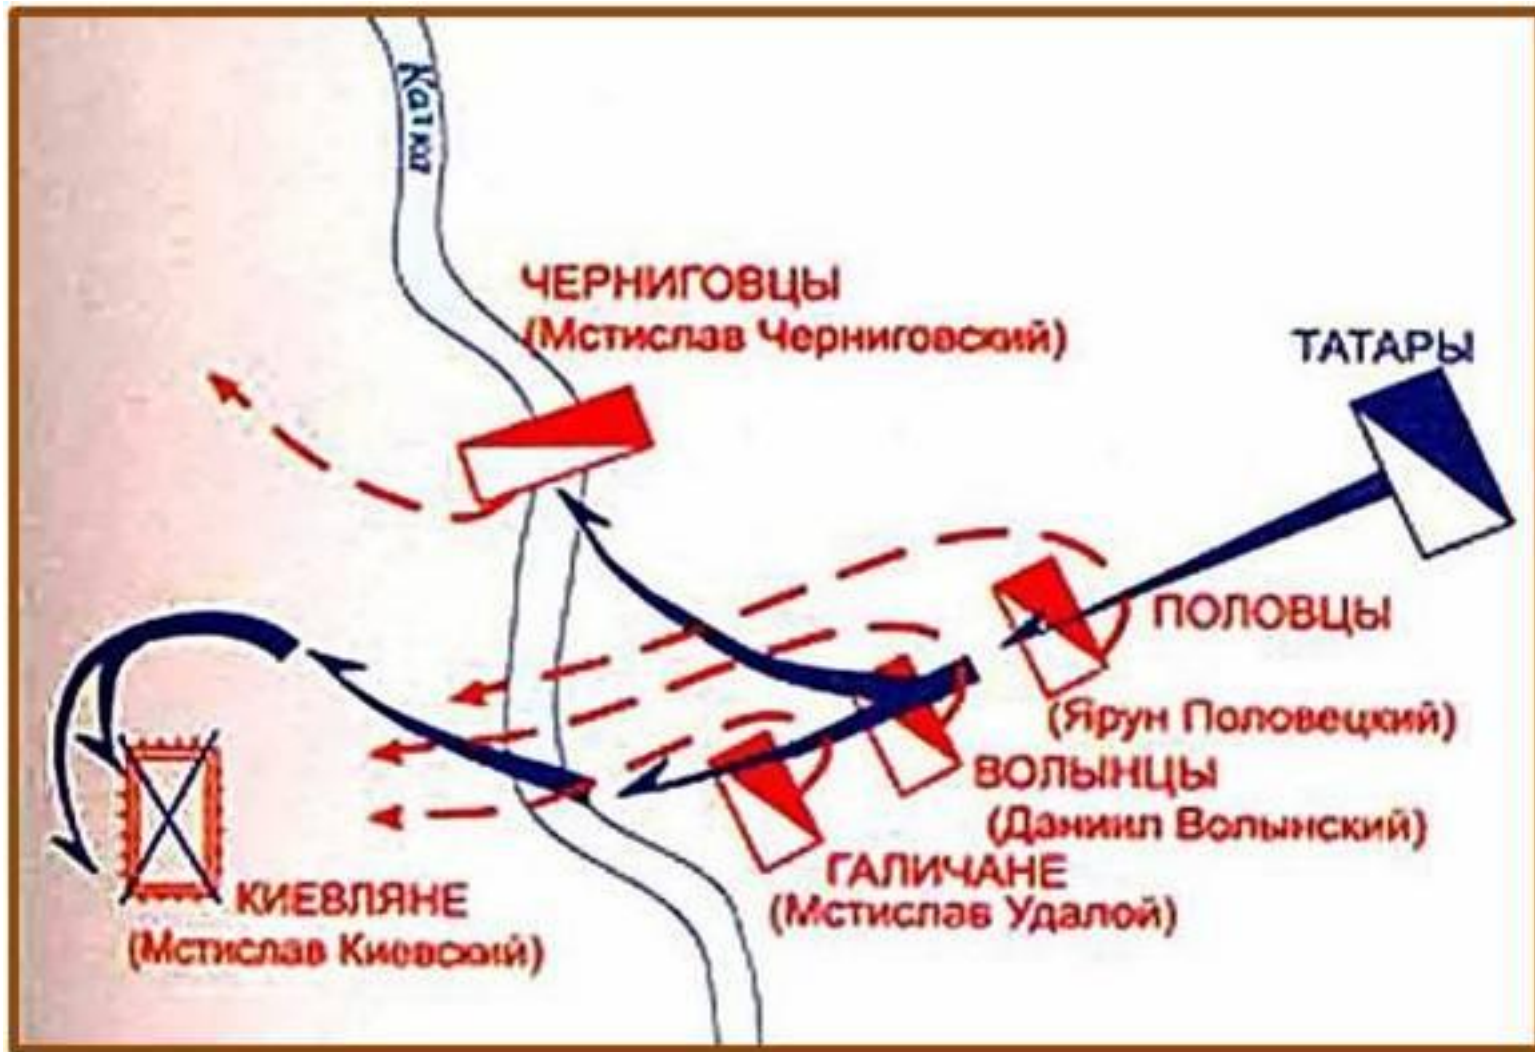 Калка
ЧЕРНИГОВЦЫ
(Мстислав Черниговский)
ТАТАРЫ
ПОЛОВЦЫ
(Ярун Половецкий)
ВОЛЫНЦЫ
(Даниил Волынский)
ГАЛИЧАНЕ
(Мстислав Удалой)
КИЕВЛЯНЕ
(Мстислав Киевский)